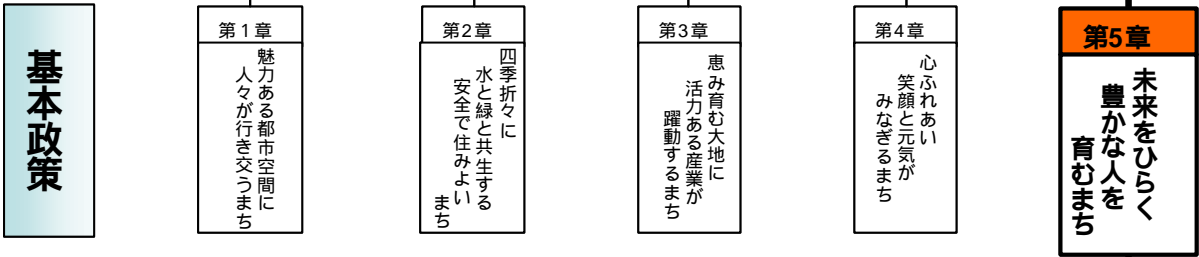 基本政策
第1章
魅力ある都市空間に
人々が行き交うまち
第2章
四季折々に
水と緑と共生する
安全で住みよい
まち
第3章
恵み育む大地に
活力ある産業が
躍動するまち
第4章
心ふれあい
笑顔と元気が
みなぎるまち
第5章
未来をひらく
豊かな人を
育むまち